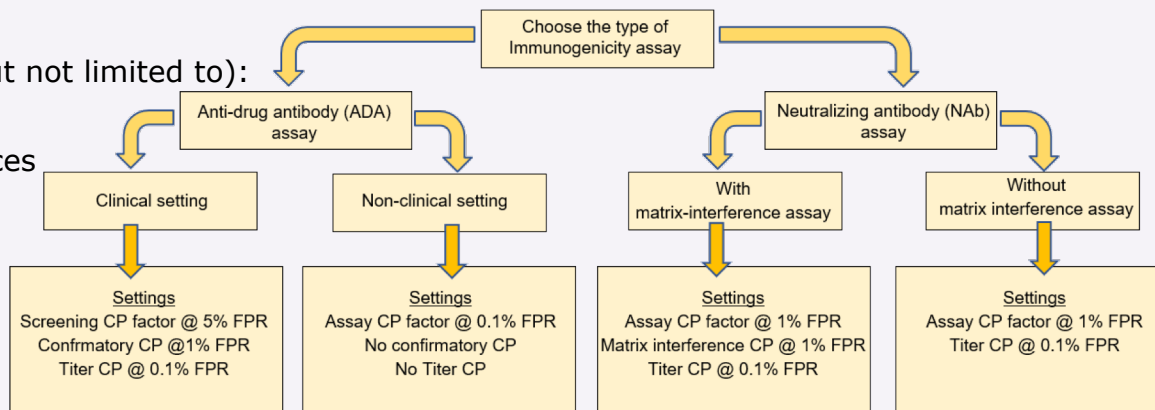 Choose the type of
Immunogenicity assay
not limited to):
Anti-drug antibody (ADA)
assay
Neutralizing antibody (NAb)
assay
Clinical setting
Non-clinical setting
With
matrix-interference assay
Without
matrix interference assay
Settings
Screening CP factor @ 5% FPR
Confrmatory CP @1% FPR
Titer CP @ 0.1% FPR
Settings
Assay CP factor @ 0.1% FPR
No confirmatory CP
No Titer CP
Settings
Assay CP factor @ 1% FPR
Matrix interference CP @ 1% FPR
Titer CP @ 0.1% FPR
Settings
Assay CP factor @ 1% FPR
Titer CP @ 0.1% FPR